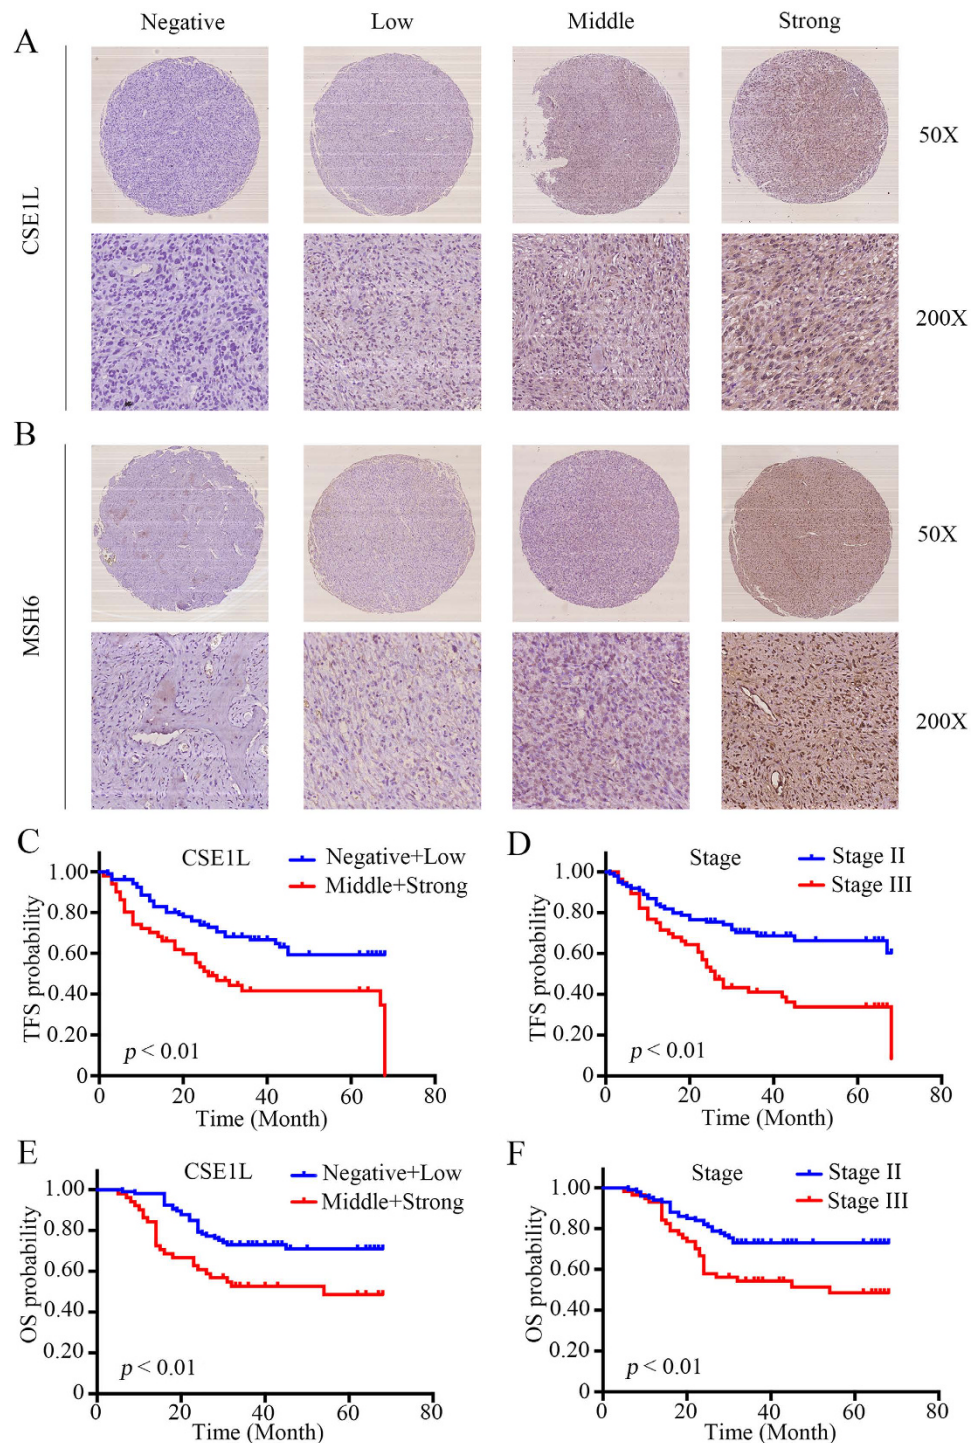 Negative Low Middle Strong
A
CSE1L
50X
200X
B
MSH6
50X
200X
C
CSE1L
Negative+Low
Middle+Strong
TFS probability
1.00
0.80
0.60
0.40
0.20
0
p < 0.01
0 20 40 60 80
Time (Month)
D
Stage
Stage II
Stage III
TFS probability
1.00
0.80
0.60
0.40
0.20
0
p < 0.01
0 20 40 60 80
Time (Month)
E
CSE1L
Negative+Low
Middle+Strong
OS probability
1.00
0.80
0.60
0.40
0.20
0
p < 0.01
0 20 40 60 80
Time (Month)
F
Stage
Stage II
Stage III
OS probability
1.00
0.80
0.60
0.40
0.20
0
p < 0.01
0 20 40 60 80
Time (Month)